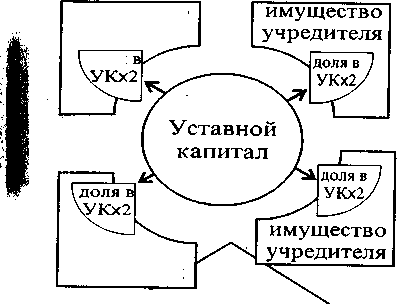 имущество
учредителя
в
УКх2
доля в
УКх2
Уставной
капитал
доля в
УКх2
доля в
УКх2
имущество
учредителя